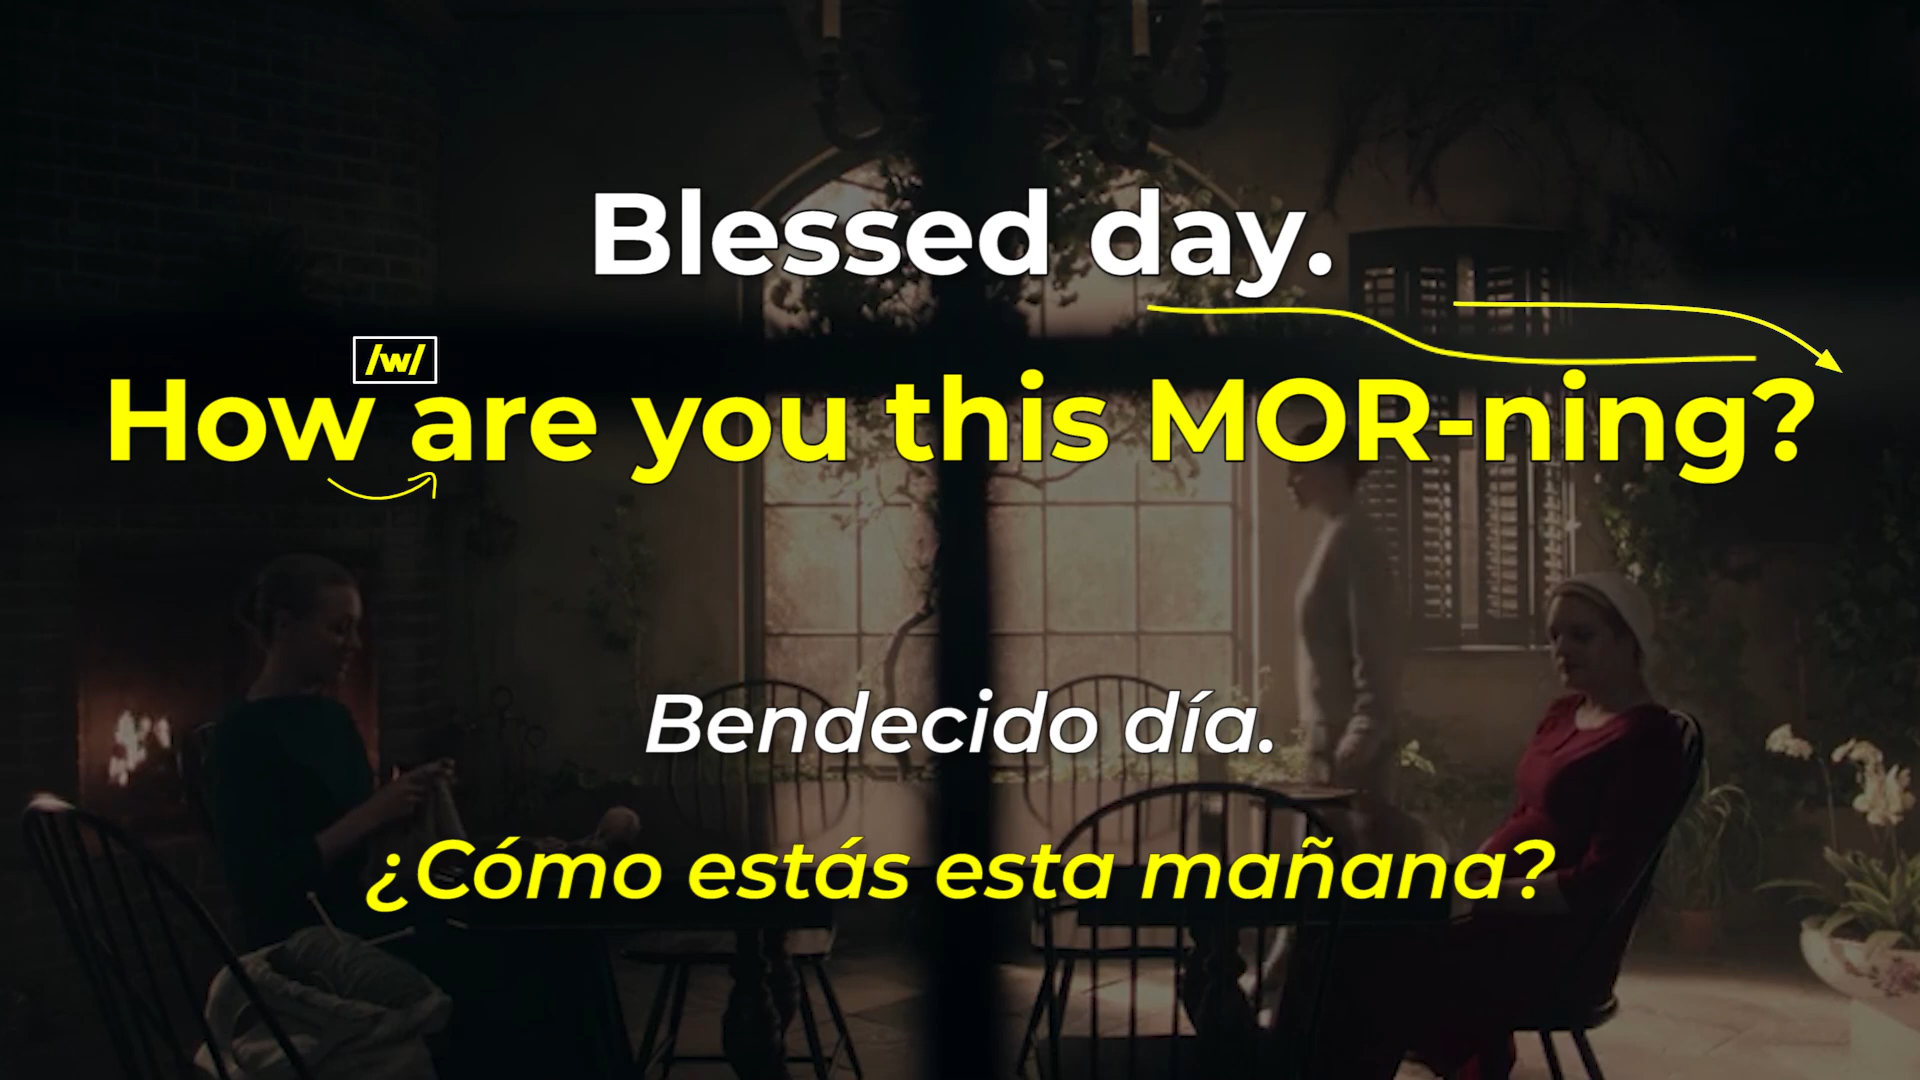 Blessed day.
/w/
How are you this MOR-ning?
Bendecido día.
¿Cómo estás esta mañana?